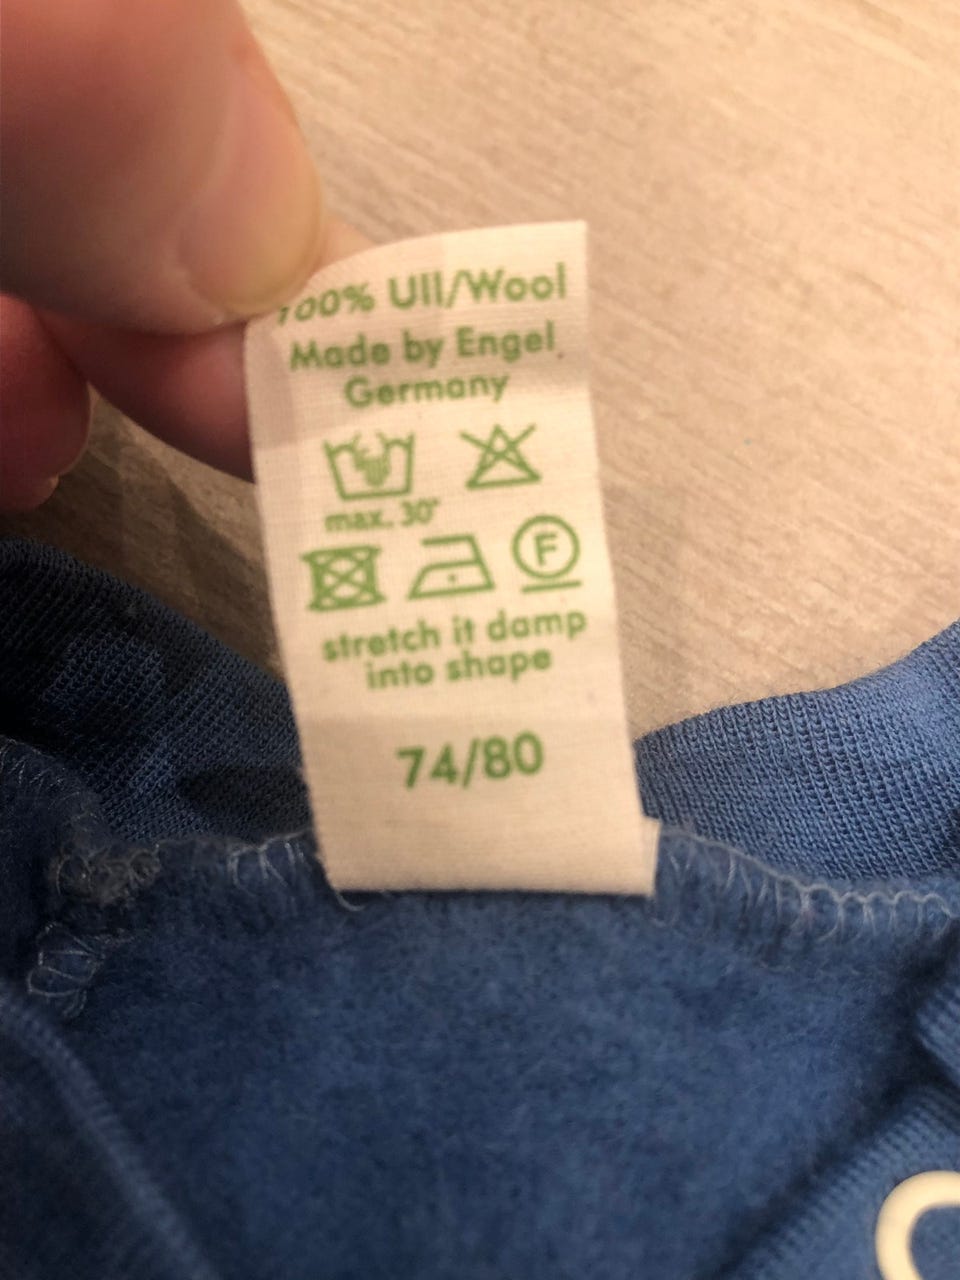 100% Ull/Wool
Made by Engel
Germany
max. 30°
F
stretch it damp
into shape
74/80